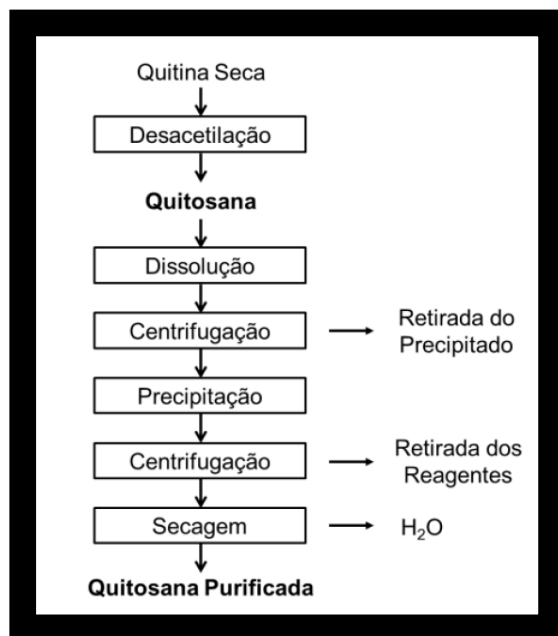 Quitina Seca
Desacetilação
Quitosana
Dissolução
Centrifugação
Retirada do
Precipitado
Precipitação
Centrifugação
Retirada dos
Reagentes
Secagem
H₂O
Quitosana Purificada